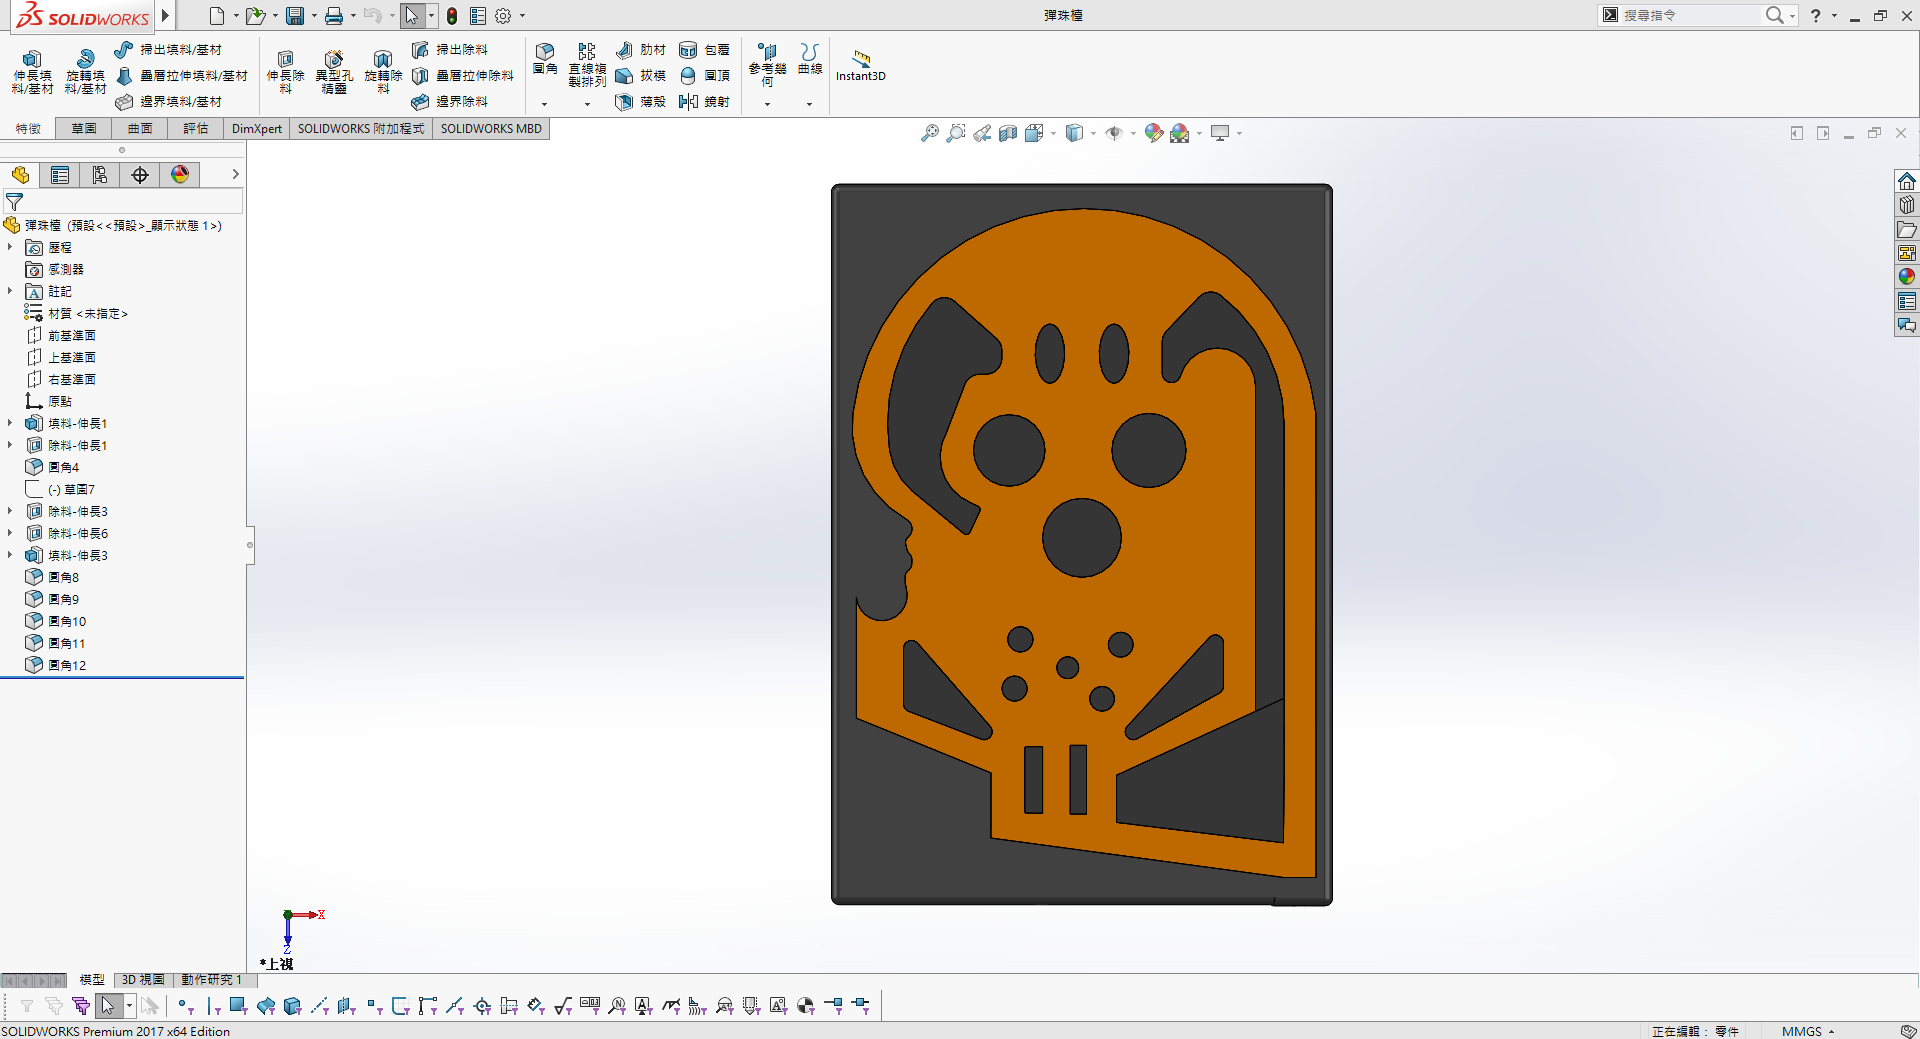 SOLIDWORKS
彈珠檯
搜尋指令
伸長填料/基材
旋轉填料/基材
掃出填料/基材
疊層拉伸填料/基材
邊界填料/基材
伸長除料
異型孔精靈
旋轉除料
掃出除料
疊層拉伸除料
邊界除料
圓角
直線複製排列
肋材
拔模
薄殼
包覆
圓頂
鏡射
參考幾何
曲線
Instant3D
特徵
草圖
曲面
評估
DimXpert
SOLIDWORKS 附加程式
SOLIDWORKS MBD
彈珠檯 (預設<<預設>_顯示狀態 1>)
歷程
感測器
註記
材質 <未指定>
前基準面
上基準面
右基準面
原點
填料-伸長1
除料-伸長1
圓角4
(-) 草圖7
除料-伸長3
除料-伸長6
填料-伸長3
圓角8
圓角9
圓角10
圓角11
圓角12
X
Z
*上視
模型
3D 視圖
動作研究 1
SOLIDWORKS Premium 2017 x64 Edition
正在編輯： 零件
MMGS